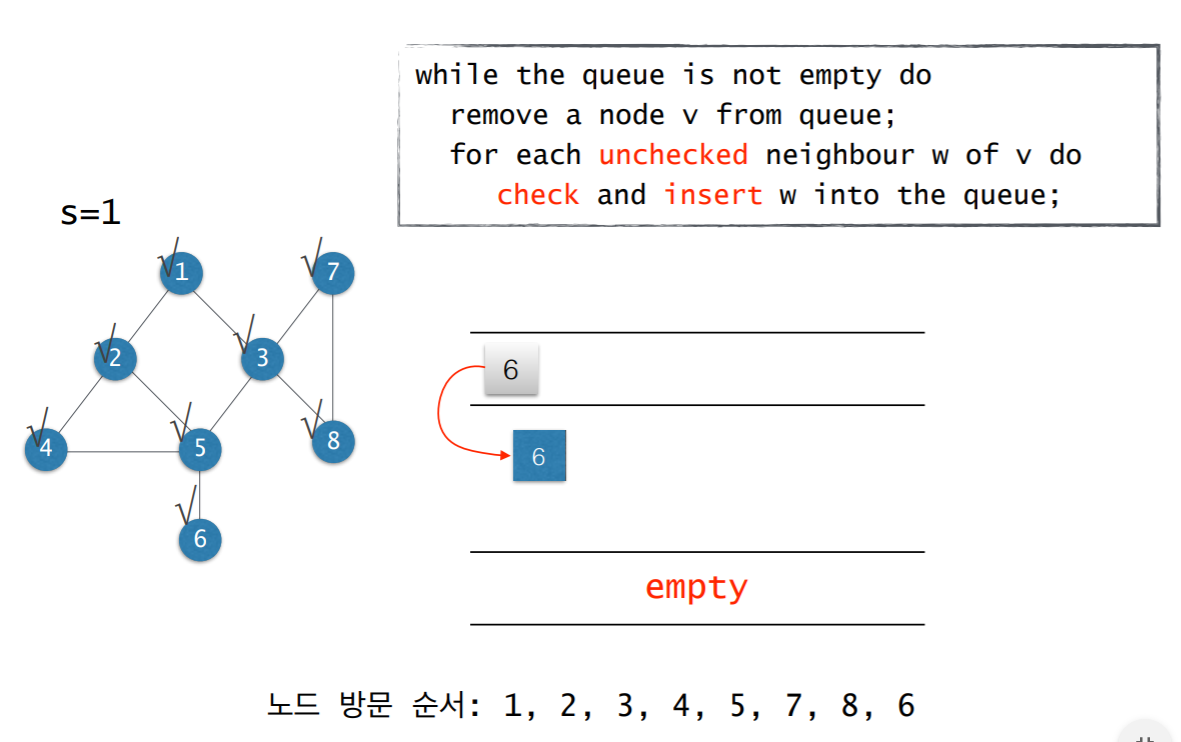 while the queue is not empty do
remove a node v from queue;
for each unchecked neighbour w of v do
check and insert w into the queue;
s=1
√1
√7
√2
√3
√4
√5
√8
√6
6
6
empty
노드 방문 순서: 1, 2, 3, 4, 5, 7, 8, 6